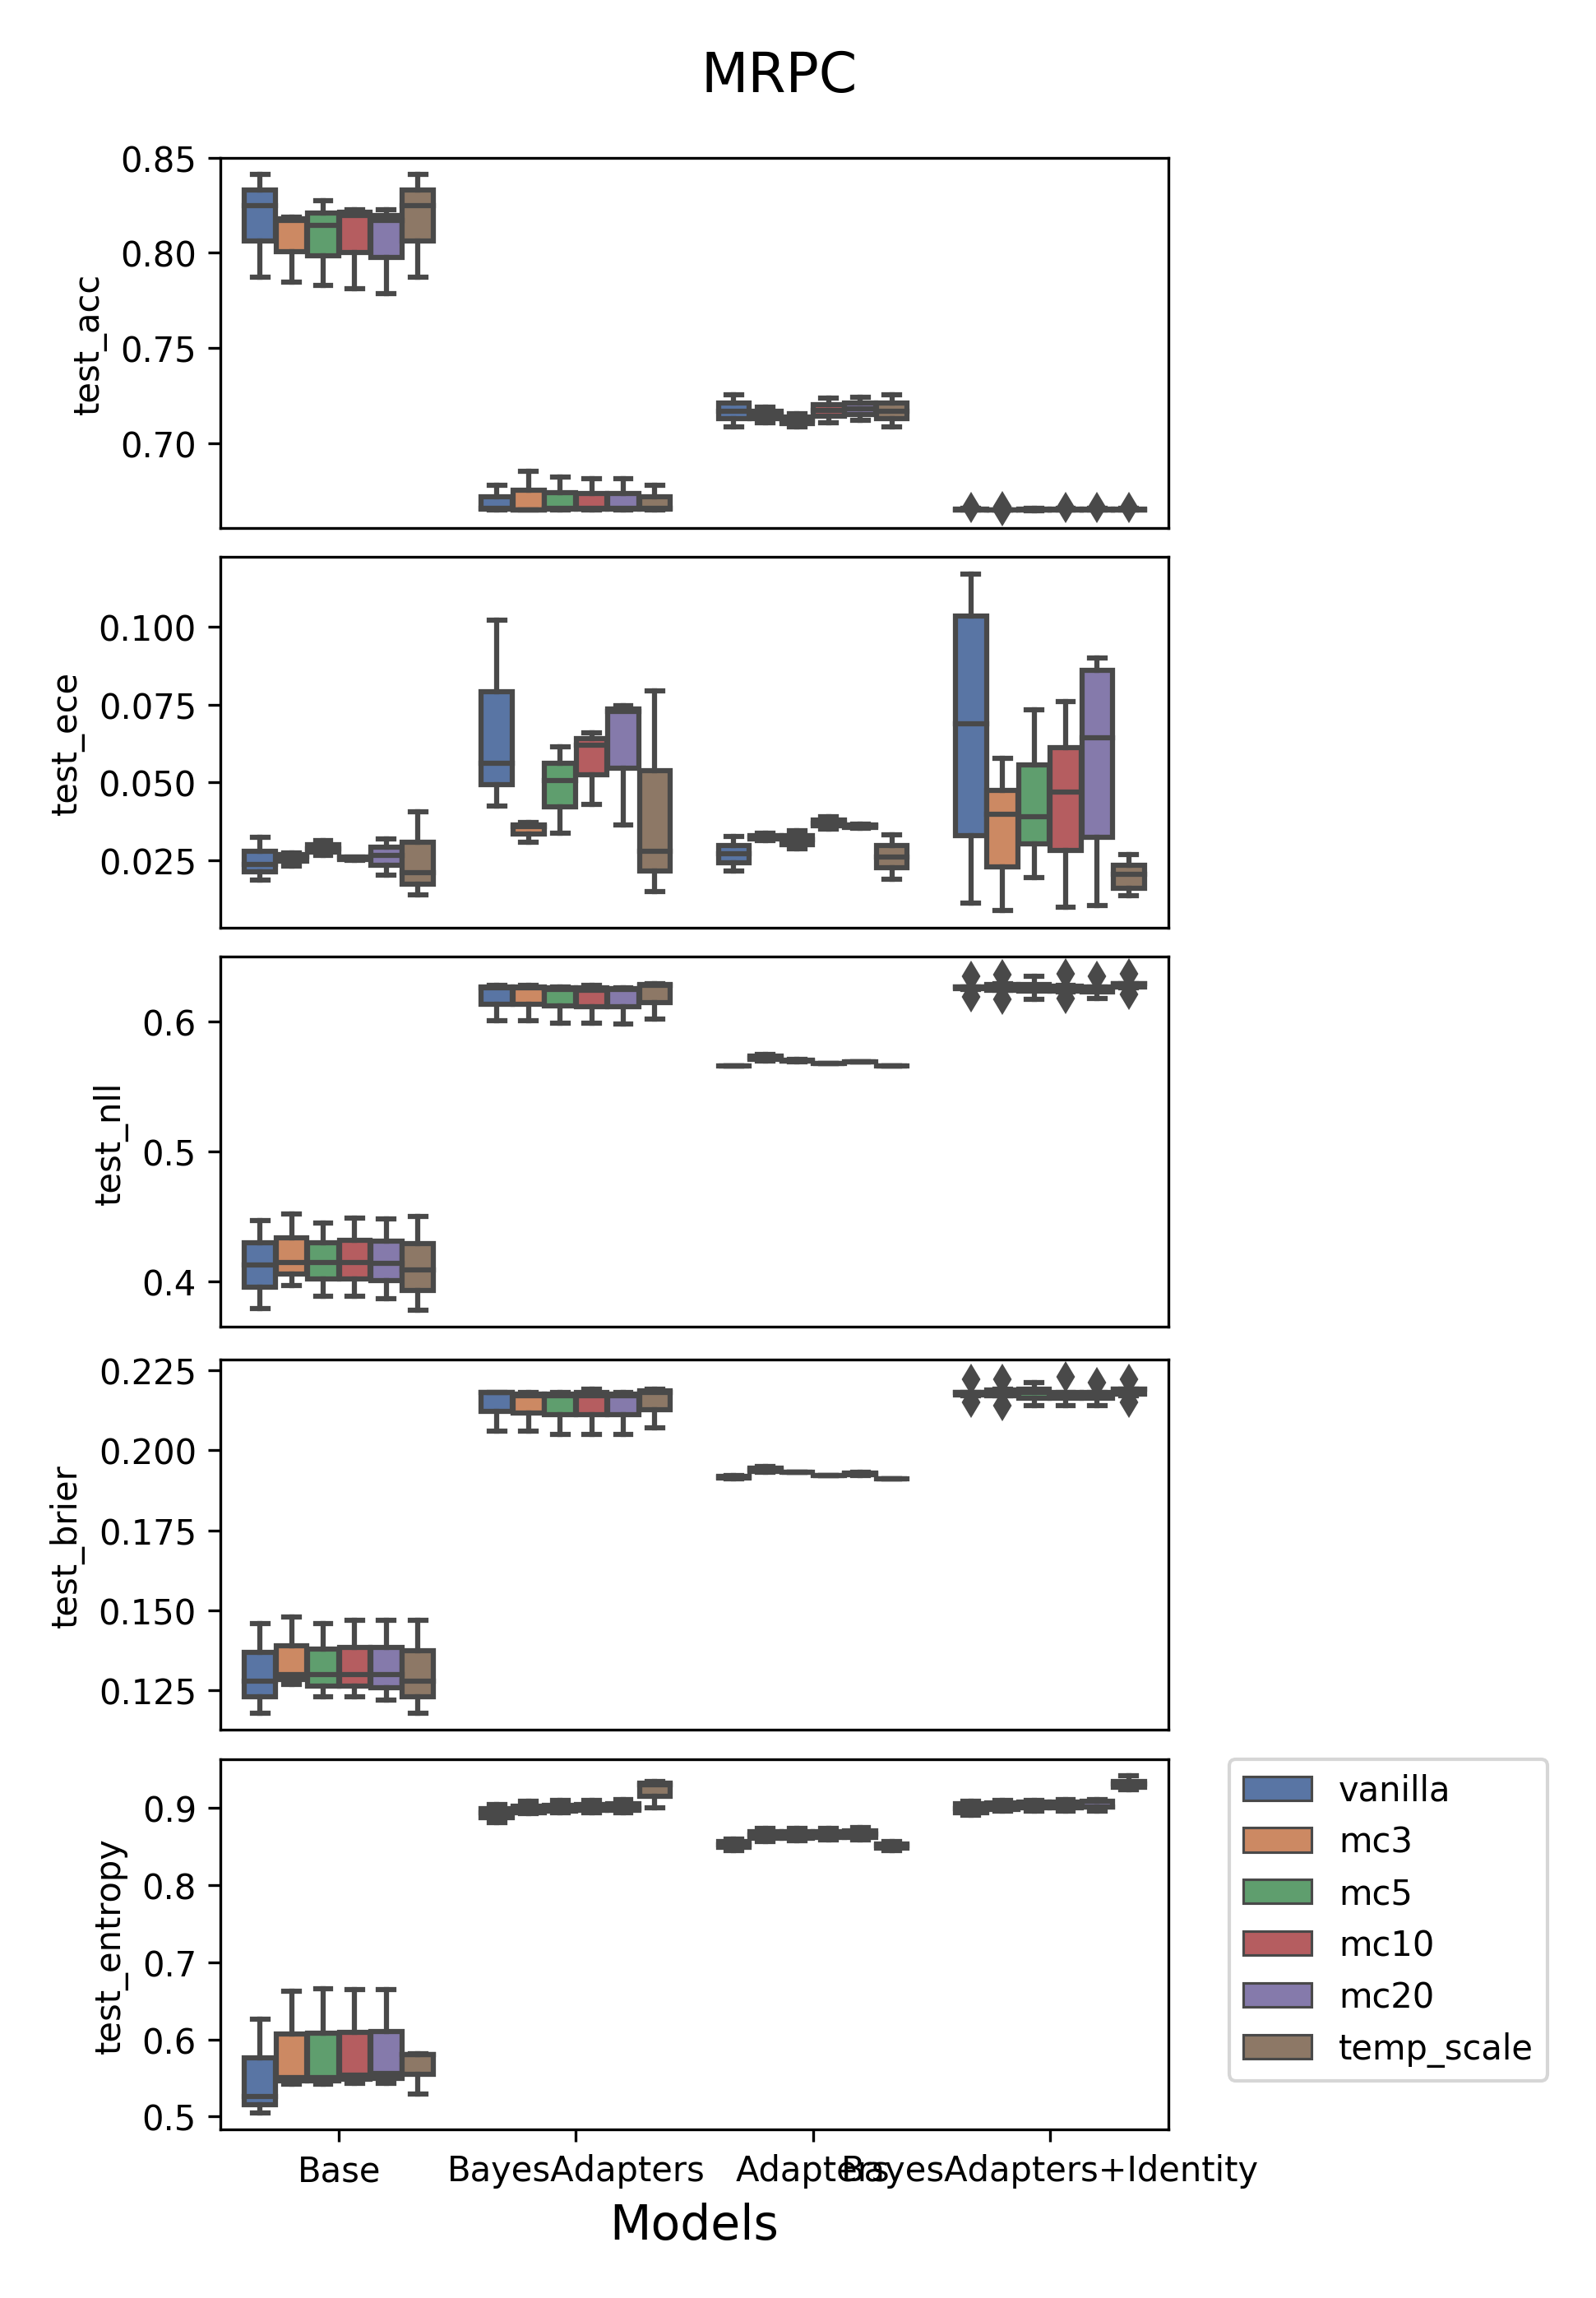 MRPC
0.85
0.80
0.75
0.70
test_acc
0.100
0.075
0.050
0.025
test_ece
0.6
0.5
0.4
test_nll
0.225
0.200
0.175
0.150
0.125
test_brier
0.9
0.8
0.7
0.6
0.5
test_entropy
vanilla
mc3
mc5
mc10
mc20
temp_scale
Base BayesAdapters Adapters BayesAdapters+Identity
Models